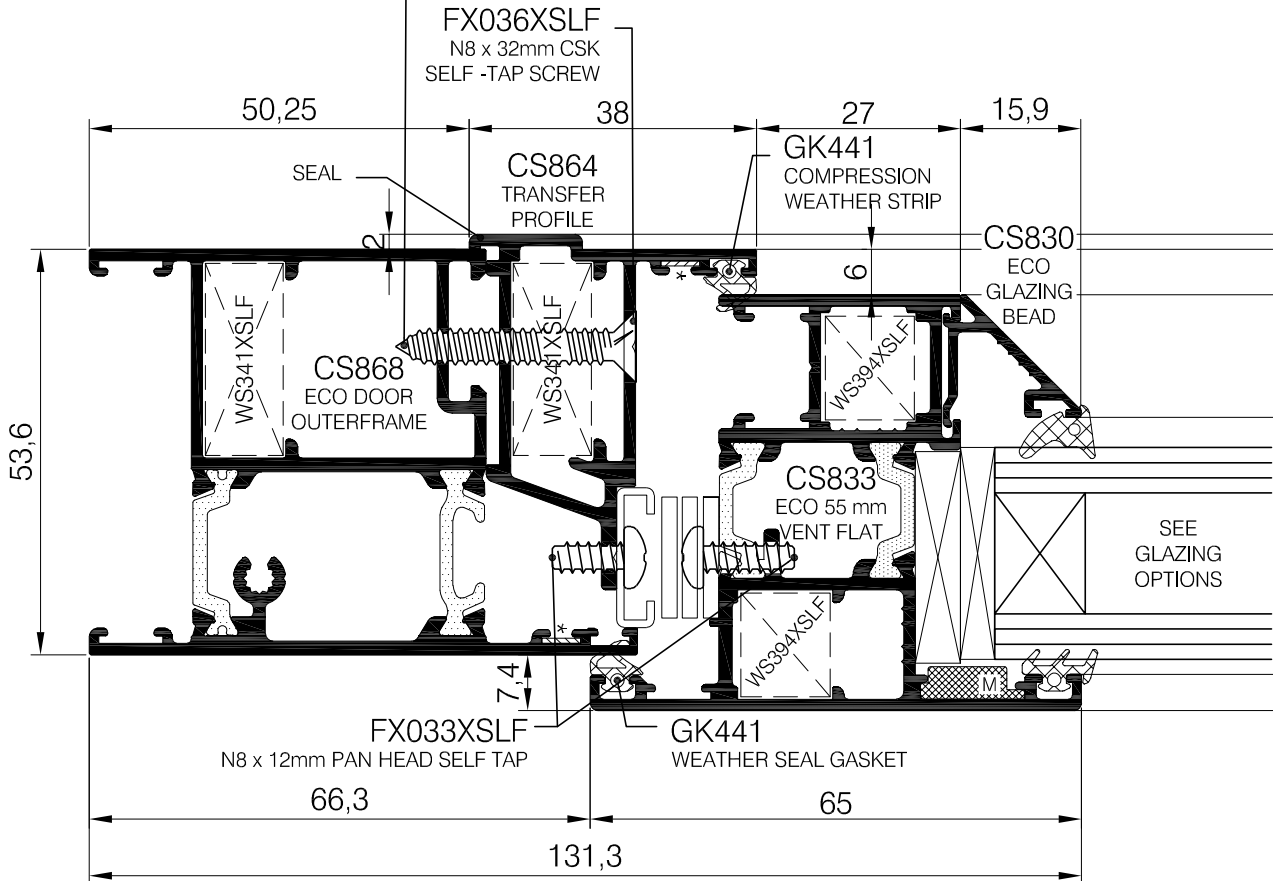 FX036XSLF
N8 x 32mm CSK
SELF -TAP SCREW
50,25
38
27
15,9
SEAL
CS864
TRANSFER
PROFILE
GK441
COMPRESSION
WEATHER STRIP
2
6
CS830
ECO
GLAZING
BEAD
*
WS341XSLF
WS341XSLF
WS394XSLF
CS868
ECO DOOR
OUTERFRAME
53,6
CS833
ECO 55 mm
VENT FLAT
SEE
GLAZING
OPTIONS
*
WS394XSLF
M
7,4
FX033XSLF
N8 x 12mm PAN HEAD SELF TAP
GK441
WEATHER SEAL GASKET
66,3
65
131,3